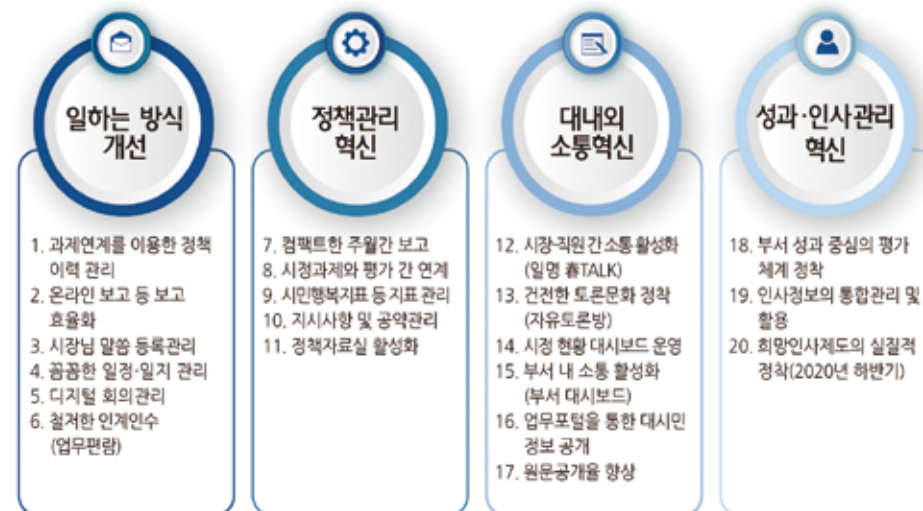 일하는 방식
개선
1. 과제연계를 이용한 정책
이력 관리
2. 온라인 보고 등 보고
효율화
3. 시장님 말씀 등록관리
4. 꼼꼼한 일정·일지 관리
5. 디지털 회의관리
6. 철저한 인계인수
(업무편람)
정책관리
혁신
7. 컴팩트한 주월간 보고
8. 시정과제와 평가 간 연계
9. 시민행복지표 등 지표 관리
10. 지시사항 및 공약관리
11. 정책자료실 활성화
대내외
소통혁신
12. 시장-직원 간 소통 활성화
(일명 春TALK)
13. 건전한 토론문화 정착
(자유토론방)
14. 시정 현황 대시보드 운영
15. 부서 내 소통 활성화
(부서 대시보드)
16. 업무포털을 통한 대시민
정보 공개
17. 원문공개율 향상
성과·인사관리
혁신
18. 부서 성과 중심의 평가
체계 정착
19. 인사정보의 통합관리 및
활용
20. 희망인사제도의 실질적
정착(2020년 하반기)